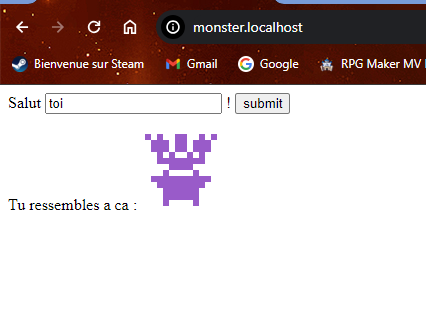 monster.localhost
Bienvenue sur Steam Gmail Google RPG Maker MV
Salut toi ! submit
Tu ressembles a ca :